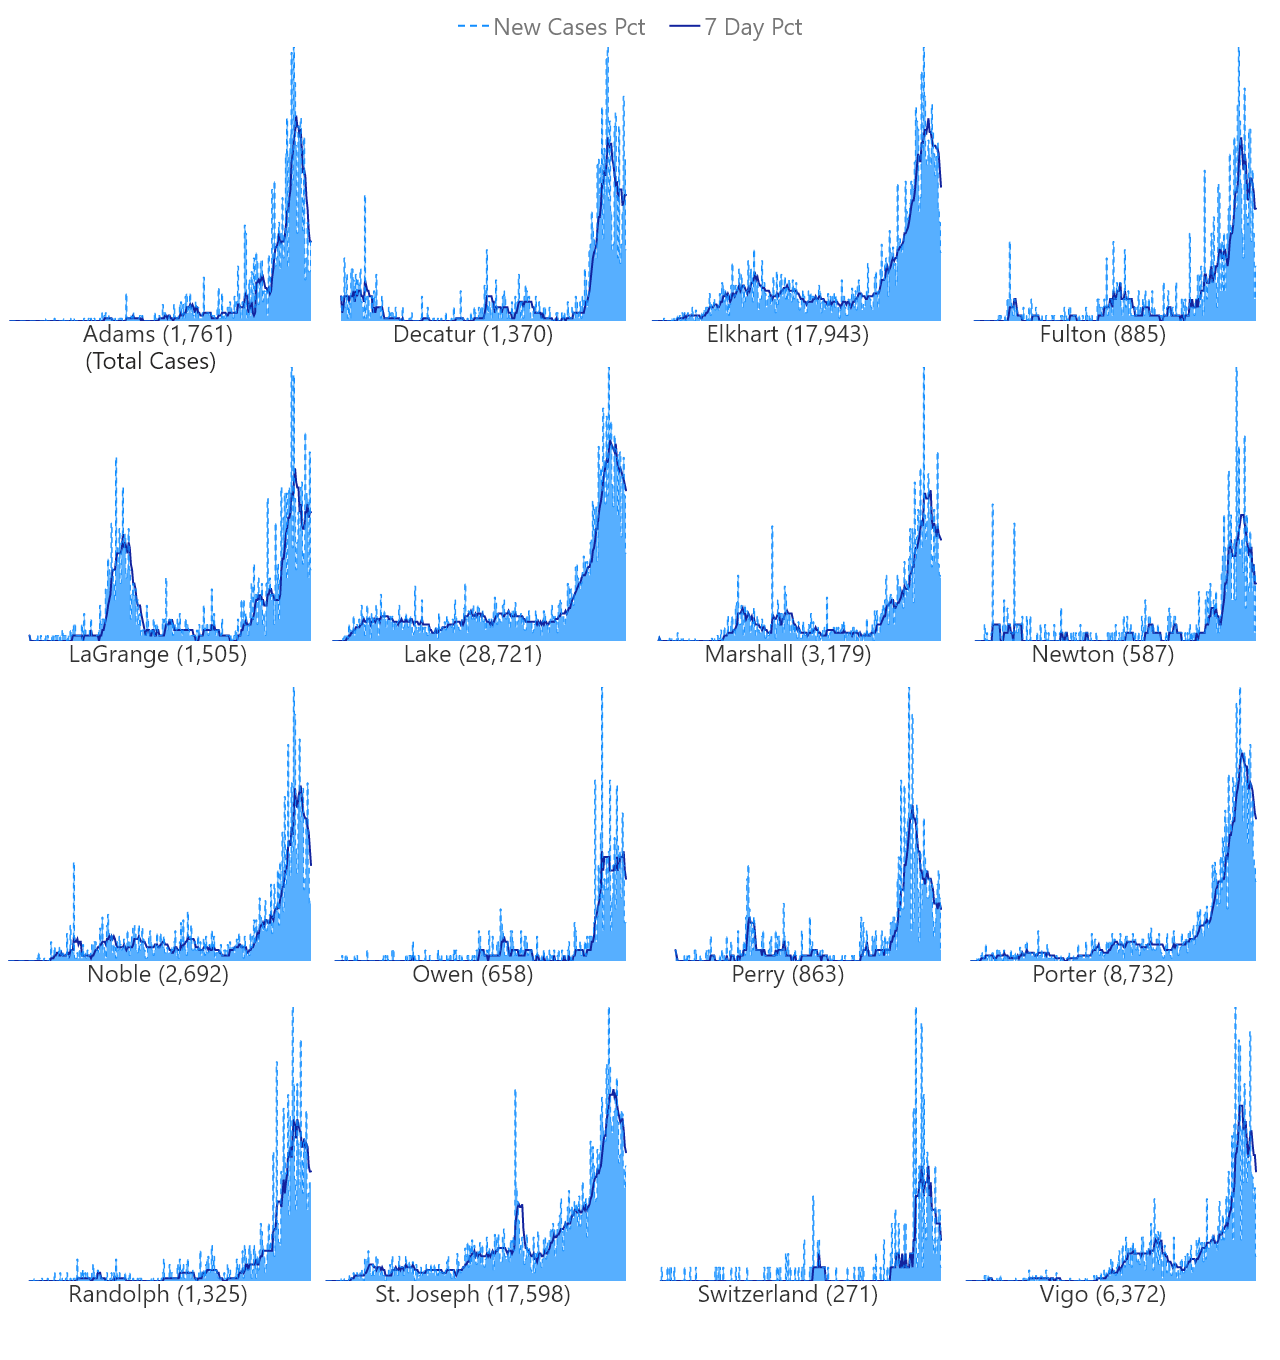 New Cases Pct 7 Day Pct
Adams (1,761)
(Total Cases)
Decatur (1,370)
Elkhart (17,943)
Fulton (885)
LaGrange (1,505)
Lake (28,721)
Marshall (3,179)
Newton (587)
Noble (2,692)
Owen (658)
Perry (863)
Porter (8,732)
Randolph (1,325)
St. Joseph (17,598)
Switzerland (271)
Vigo (6,372)